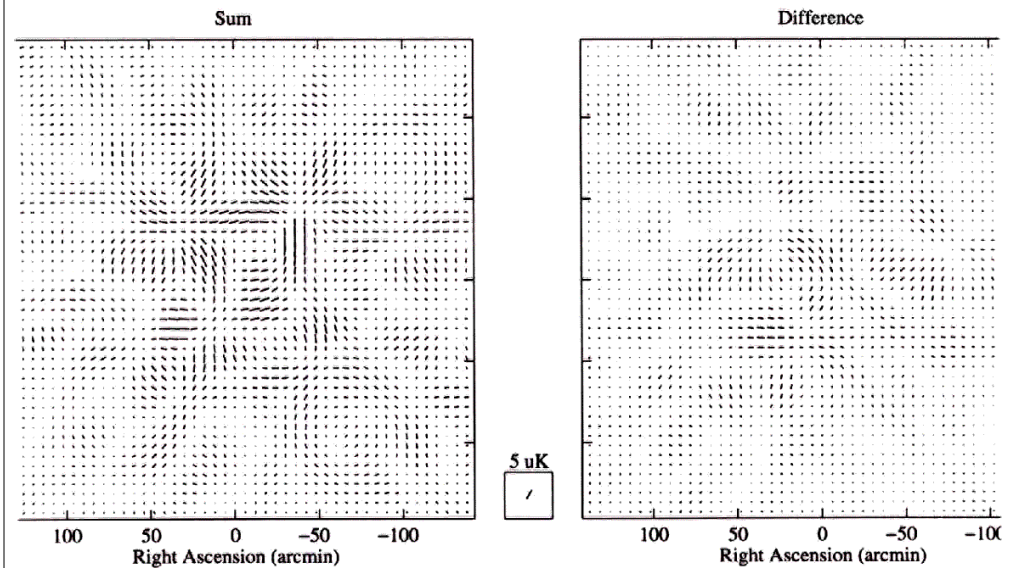 Sum
Difference
5 uK
100 50 0 −50 −100
Right Ascension (arcmin)
100 50 0 −50
Right Ascension (arcmin)